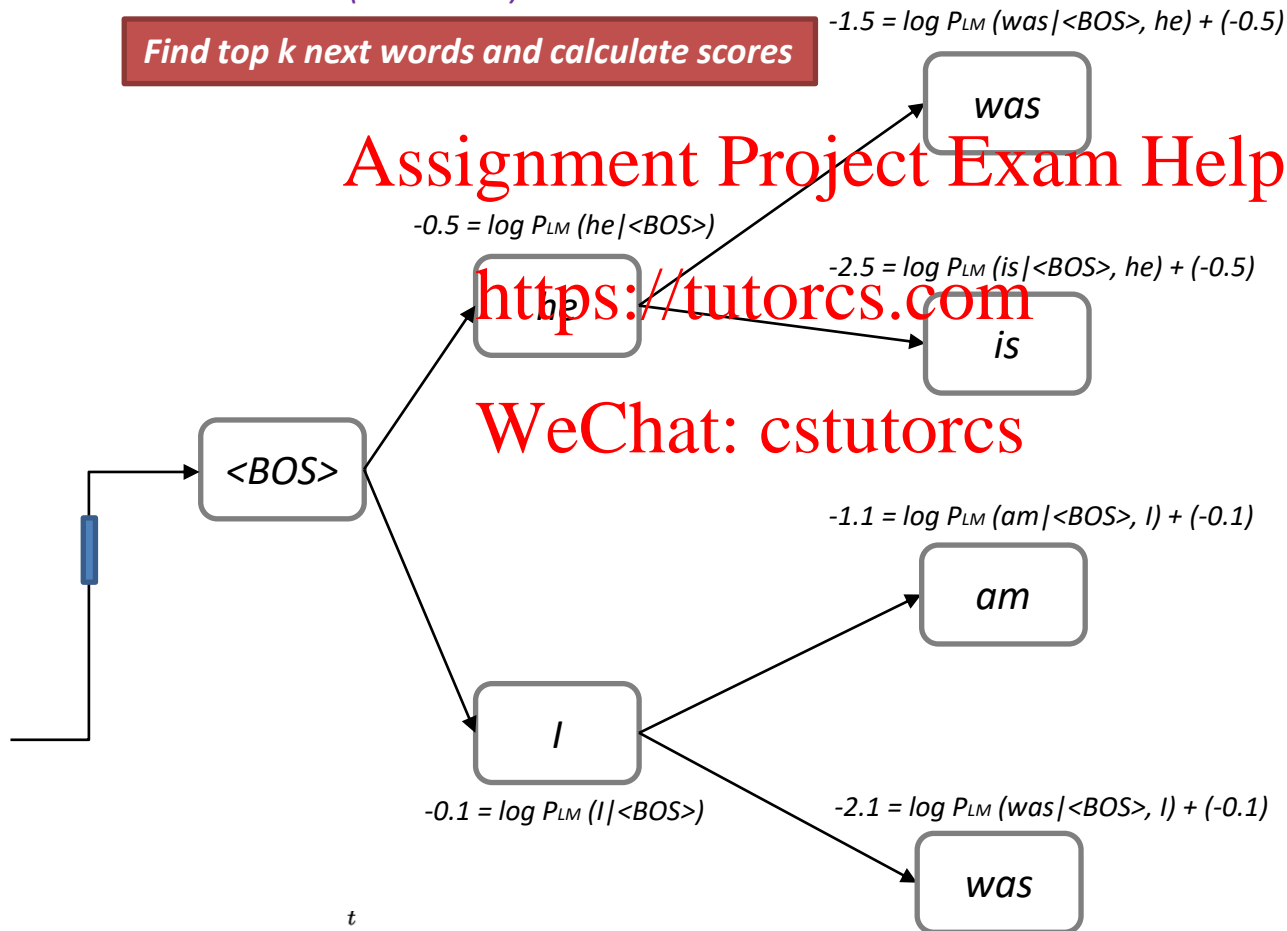 -1.5 = log PLM (was|<BOS>, he) + (-0.5)
Find top k next words and calculate scores
was
Assignment Project Exam Help
-0.5 = log PLM (he|<BOS>)
-2.5 = log PLM (is|<BOS>, he) + (-0.5)
he
https://tutorcs.com
is
WeChat: cstutorcs
<BOS>
-1.1 = log PLM (am|<BOS>, I) + (-0.1)
am
I
-0.1 = log PLM (I|<BOS>)
-2.1 = log PLM (was|<BOS>, I) + (-0.1)
was
t